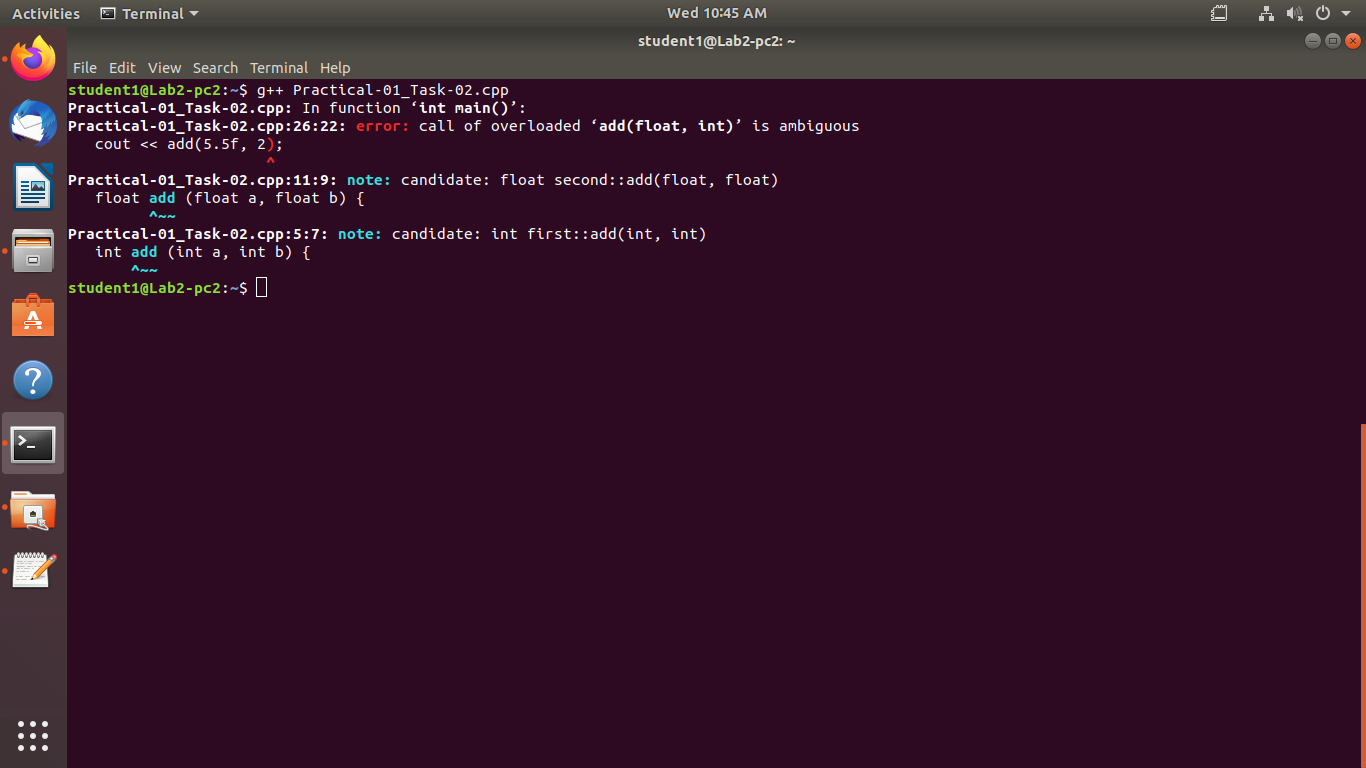 Activities Terminal Wed 10:45 AM
student1@Lab2-pc2: ~
File Edit View Search Terminal Help
student1@Lab2-pc2:~$ g++ Practical-01_Task-02.cpp
Practical-01_Task-02.cpp: In function ‘int main()’:
Practical-01_Task-02.cpp:26:22: error: call of overloaded ‘add(float, int)’ is ambiguous
cout << add(5.5f, 2);
^
Practical-01_Task-02.cpp:11:9: note: candidate: float second::add(float, float)
float add (float a, float b) {
^~~
Practical-01_Task-02.cpp:5:7: note: candidate: int first::add(int, int)
int add (int a, int b) {
^~~
student1@Lab2-pc2:~$